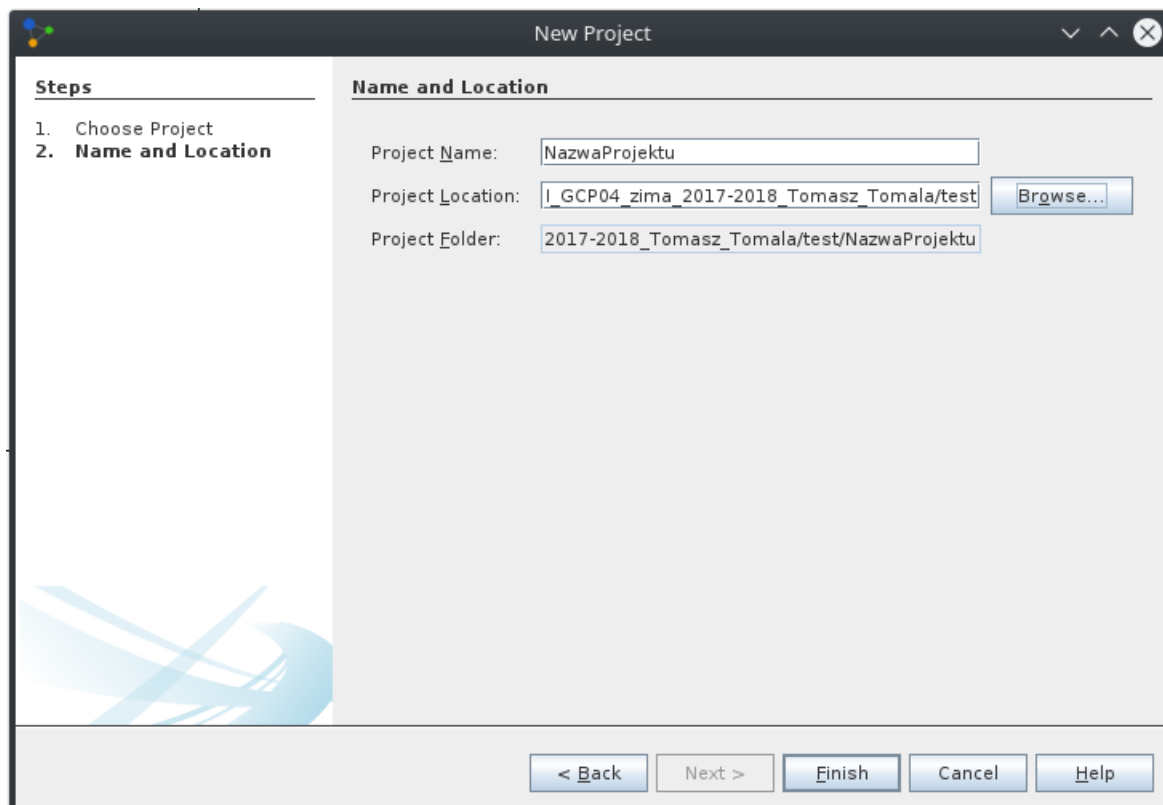 New Project
Steps
1. Choose Project
2. Name and Location
Name and Location
Project Name: NazwaProjektu
Project Location: I_GCP04_zima_2017-2018_Tomasz_Tomala/test Browse...
Project Folder: 2017-2018_Tomasz_Tomala/test/NazwaProjektu
< Back Next > Finish Cancel Help